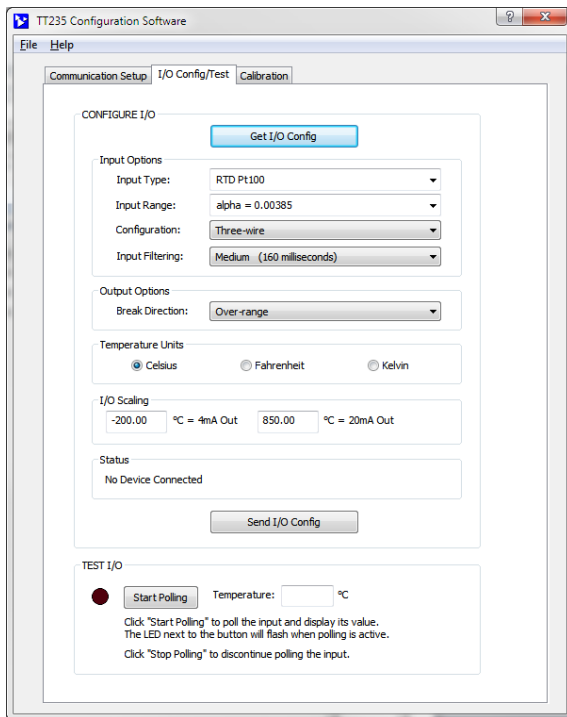 TT235 Configuration Software
File Help
Communication Setup I/O Config/Test Calibration
CONFIGURE I/O
Get I/O Config
Input Options
Input Type: RTD Pt100
Input Range: alpha = 0.00385
Configuration: Three-wire
Input Filtering: Medium (160 milliseconds)
Output Options
Break Direction: Over-range
Temperature Units
Celsius Fahrenheit Kelvin
I/O Scaling
-200.00 °C = 4mA Out 850.00 °C = 20mA Out
Status
No Device Connected
Send I/O Config
TEST I/O
Start Polling Temperature: °C
Click "Start Polling" to poll the input and display its value.
The LED next to the button will flash when polling is active.
Click "Stop Polling" to discontinue polling the input.